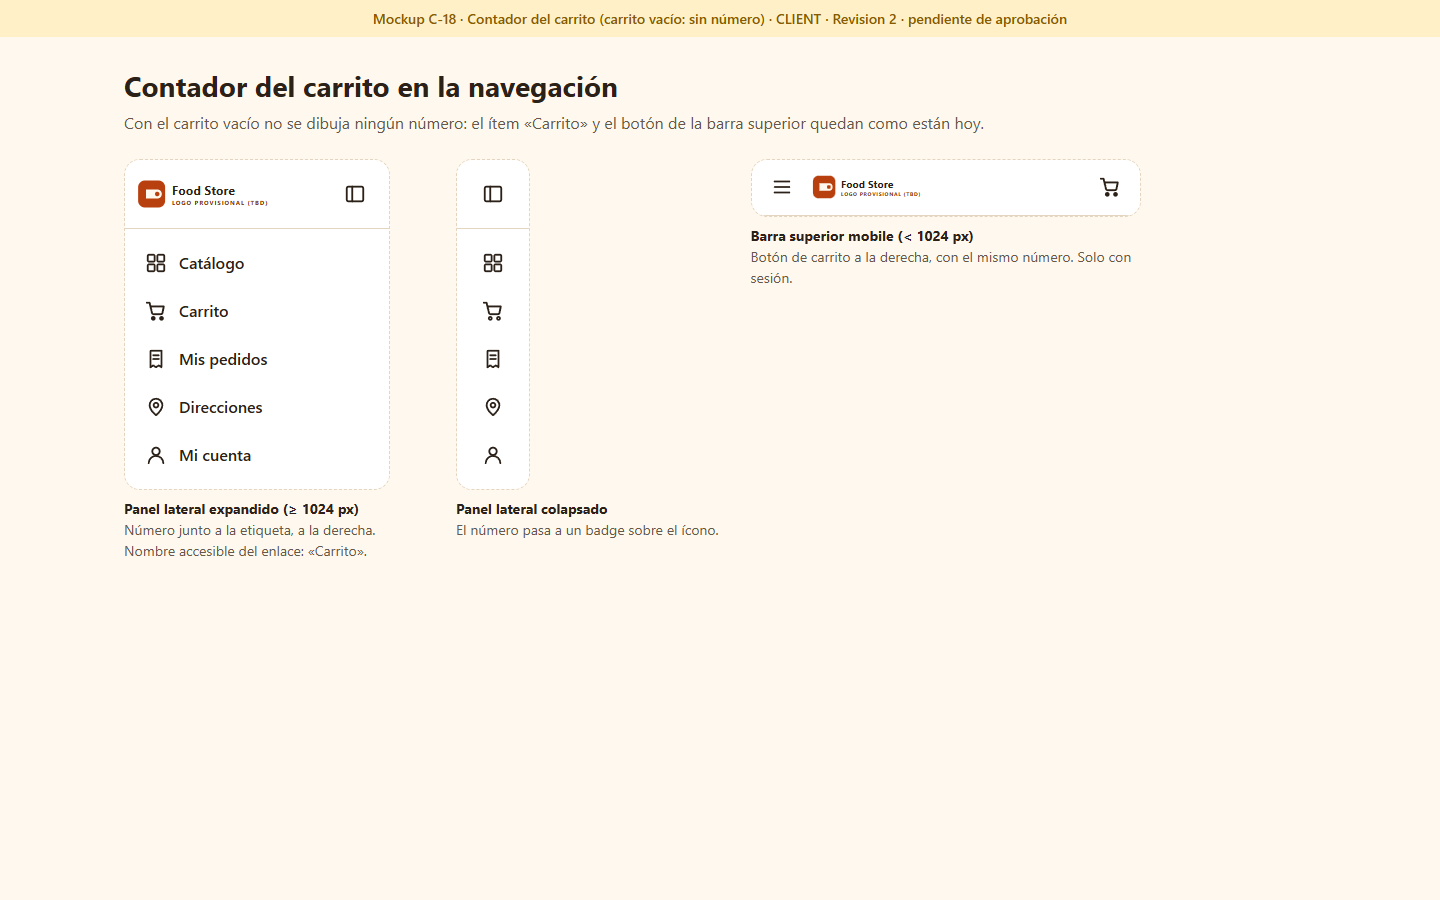 Mockup C-18 · Contador del carrito (carrito vacío: sin número) · CLIENT · Revision 2 · pendiente de aprobación
Contador del carrito en la navegación
Con el carrito vacío no se dibuja ningún número: el ítem «Carrito» y el botón de la barra superior quedan como están hoy.
Food Store
LOGO PROVISIONAL (TBD)
Catálogo
Carrito
Mis pedidos
Direcciones
Mi cuenta
Panel lateral expandido (≥ 1024 px)
Número junto a la etiqueta, a la derecha.
Nombre accesible del enlace: «Carrito».
Panel lateral colapsado
El número pasa a un badge sobre el ícono.
Food Store
LOGO PROVISIONAL (TBD)
Barra superior mobile (< 1024 px)
Botón de carrito a la derecha, con el mismo número. Solo con
sesión.